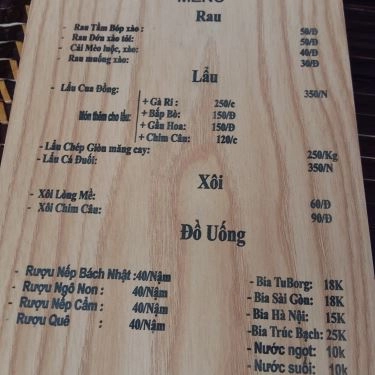 MENU
Rau
- Rau Tầm Bóp xào: 50/Đ
- Rau Dớn xào tỏi: 50/Đ
- Cải Mèo luộc, xào: 40/Đ
- Rau muống xào: 30/Đ
Lẩu
- Lẩu Cua Đồng: 350/N
Món thêm cho lẩu:
+ Gà Ri : 250/c
+ Bắp Bò: 150/Đ
+ Gầu Hoa: 150/Đ
+ Chim Câu: 120/c
- Lẩu Chép Giòn măng cay: 250/Kg
- Lẩu Cá Đuối: 350/N
Xôi
- Xôi Lòng Mề: 60/Đ
- Xôi Chim Câu: 90/Đ
Đồ Uống
- Rượu Nếp Bách Nhật :40/Nậm
- Rượu Ngô Non : 40/Nậm
- Rượu Nếp Cẩm : 40/Nậm
- Rươu Quê : 40/Nậm
- Bia TuBorg: 18K
- Bia Sài Gòn: 18K
- Bia Hà Nội: 15K
- Bia Trúc Bạch: 25K
- Nước ngọt: 10k
- Nước suối: 10k